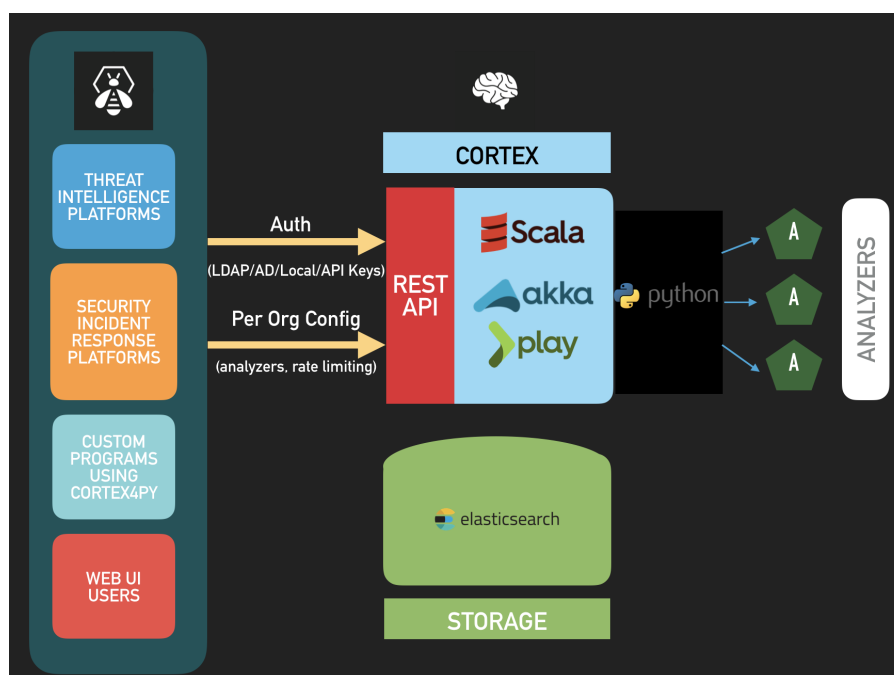 THREAT
INTELLIGENCE
PLATFORMS
SECURITY
INCIDENT
RESPONSE
PLATFORMS
CUSTOM
PROGRAMS
USING
CORTEX4PY
WEB UI
USERS
Auth
(LDAP/AD/Local/API Keys)
Per Org Config
(analyzers, rate limiting)
CORTEX
REST
API
Scala
akka
play
python
A
A
A
ANALYZERS
elasticsearch
STORAGE